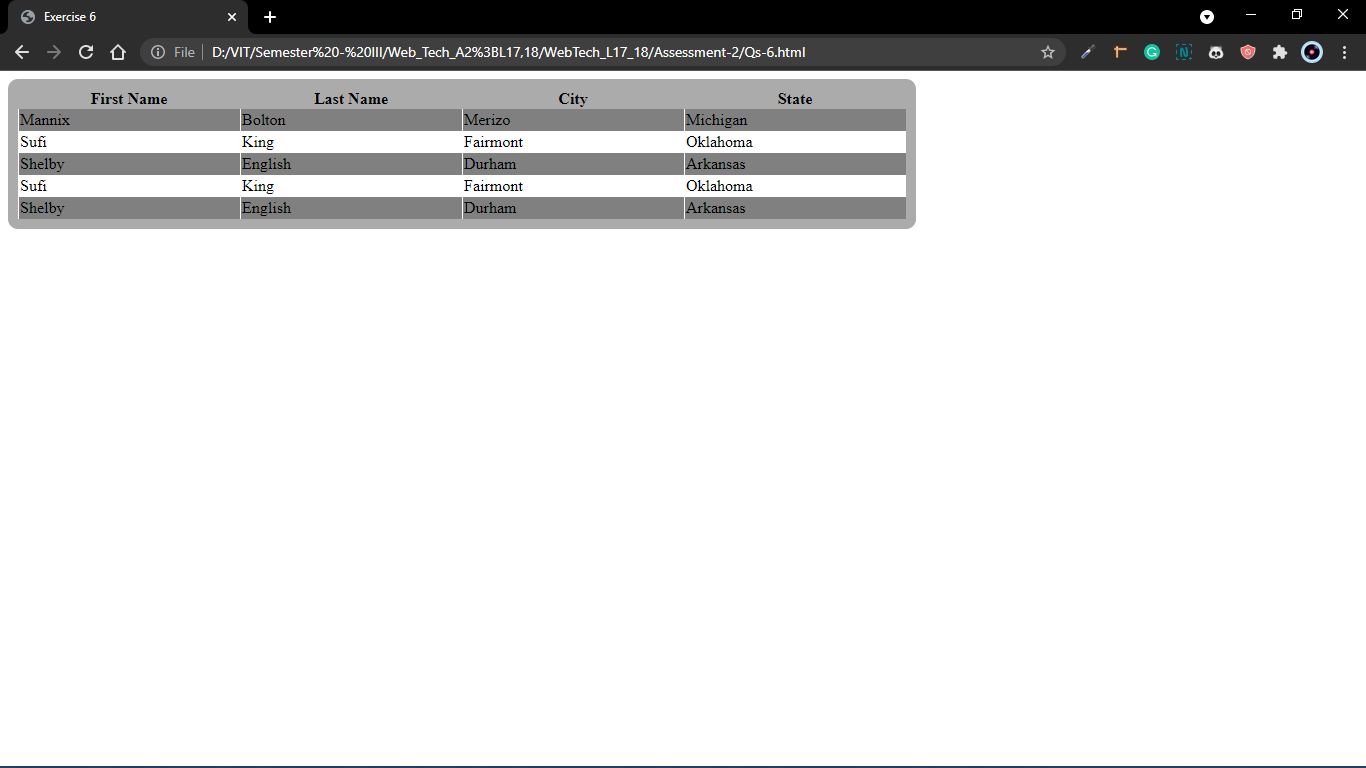 Exercise 6
File D:/VIT/Semester%20-%20III/Web_Tech_A2%3BL17,18/WebTech_L17_18/Assessment-2/Qs-6.html
First Name Last Name City State
Mannix Bolton Merizo Michigan
Sufi King Fairmont Oklahoma
Shelby English Durham Arkansas
Sufi King Fairmont Oklahoma
Shelby English Durham Arkansas